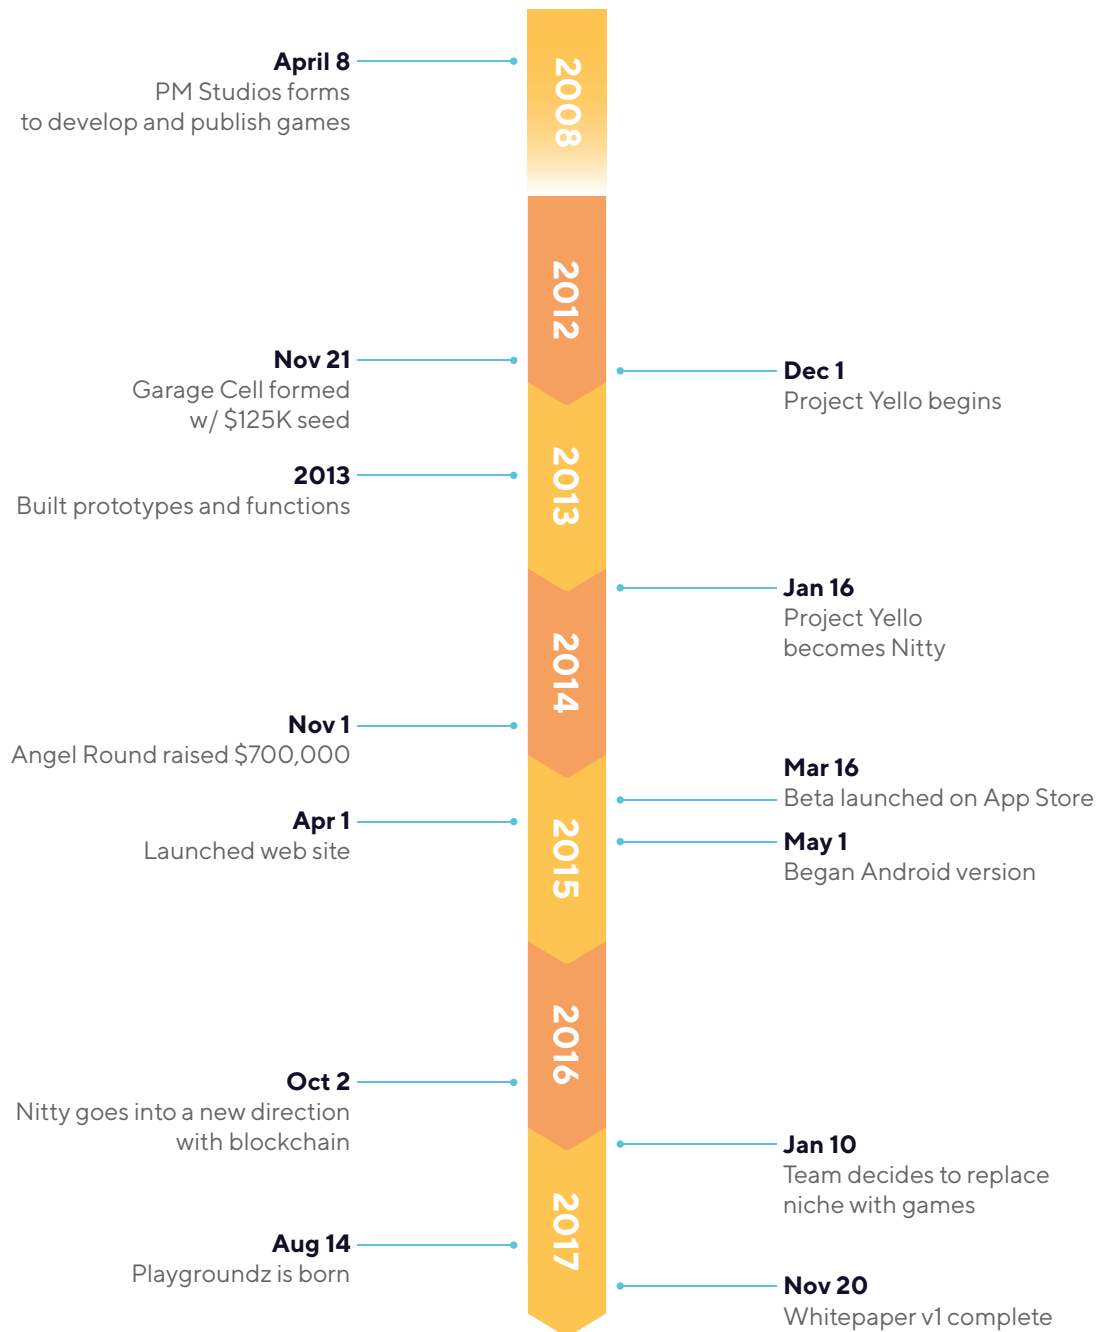 April 8
PM Studios forms
to develop and publish games
2008
2012
Nov 21
Garage Cell formed
w/ $125K seed
Dec 1
Project Yello begins
2013
Built prototypes and functions
2013
Jan 16
Project Yello
becomes Nitty
2014
Nov 1
Angel Round raised $700,000
Mar 16
Beta launched on App Store
Apr 1
Launched web site
2015
May 1
Began Android version
2016
Oct 2
Nitty goes into a new direction
with blockchain
Jan 10
Team decides to replace
niche with games
2017
Aug 14
Playgroundz is born
Nov 20
Whitepaper v1 complete